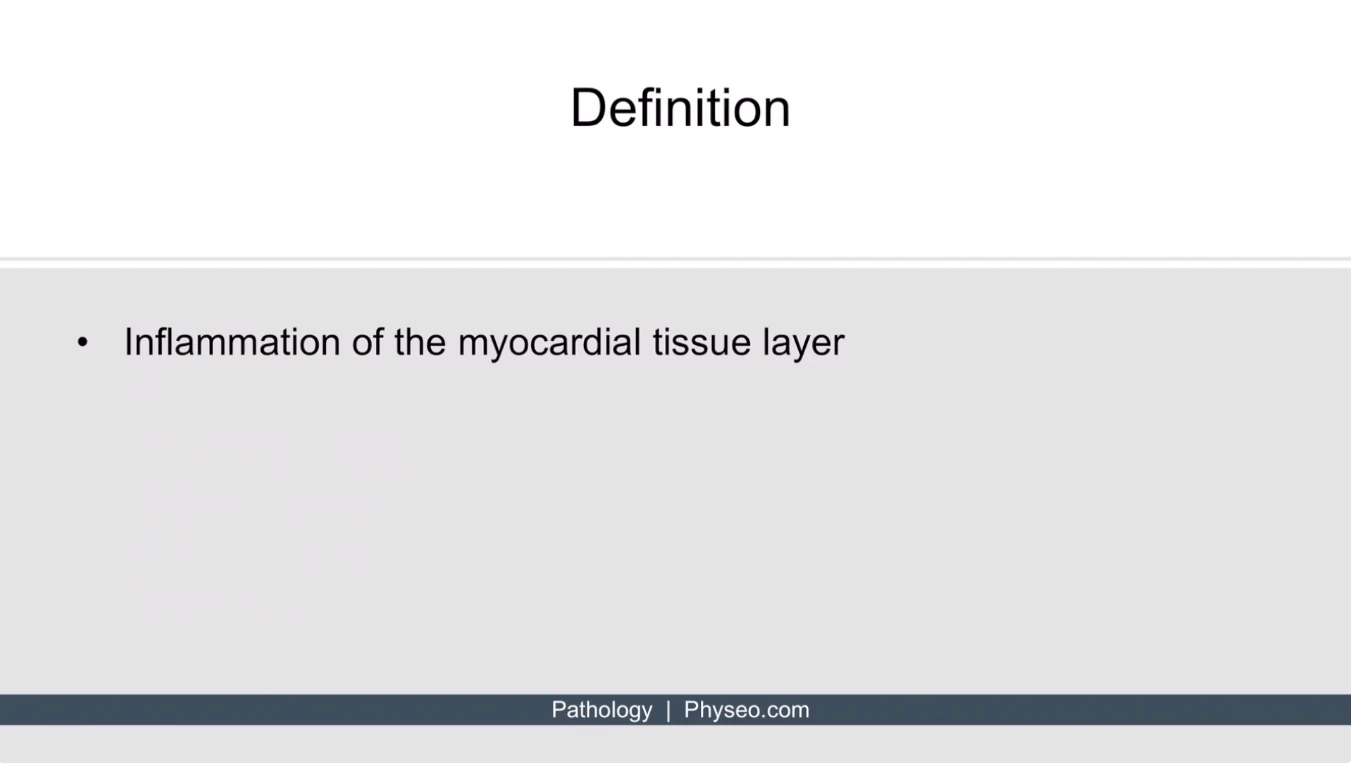 Definition
• Inflammation of the myocardial tissue layer
Pathology | Physeo.com